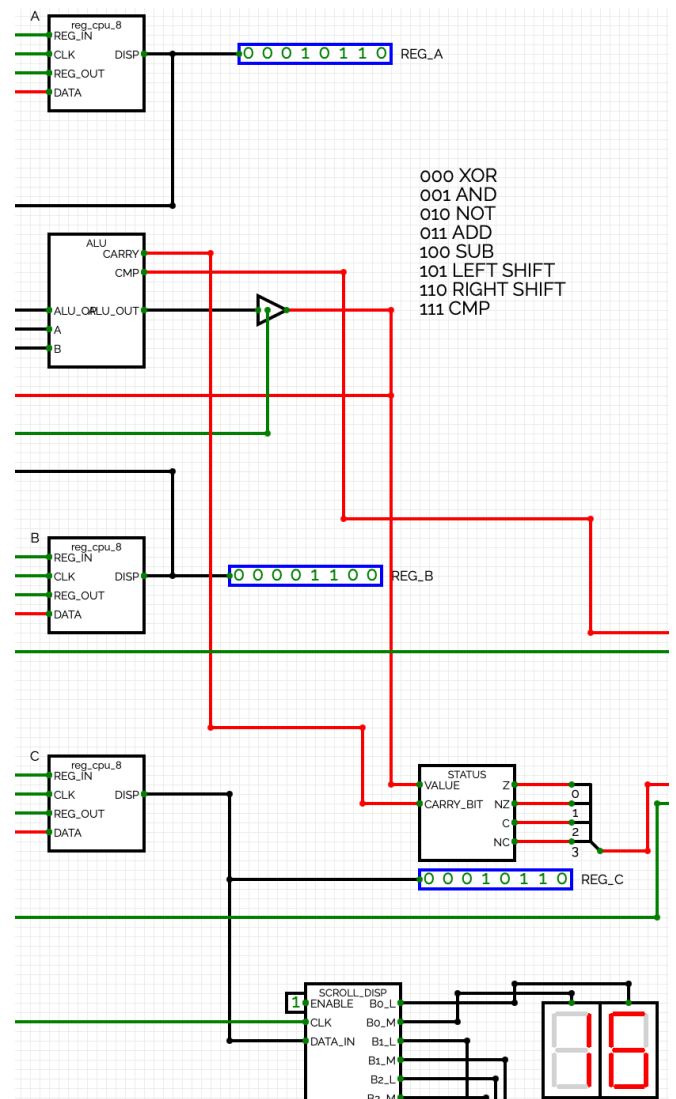 A
reg_cpu_8
REG_IN
CLK
DISP
REG_OUT
DATA
0 0 0 1 0 1 1 0
REG_A
000 XOR
001 AND
010 NOT
011 ADD
100 SUB
101 LEFT SHIFT
110 RIGHT SHIFT
111 CMP
ALU
CARRY
CMP
ALU_OP
ALU_OUT
A
B
B
reg_cpu_8
REG_IN
CLK
DISP
REG_OUT
DATA
0 0 0 0 1 1 0 0
REG_B
C
reg_cpu_8
REG_IN
CLK
DISP
REG_OUT
DATA
STATUS
VALUE
Z
CARRY_BIT
NZ
C
NC
0
1
2
3
0 0 0 1 0 1 1 0
REG_C
SCROLL_DISP
1
ENABLE
B0_L
CLK
B0_M
DATA_IN
B1_L
B1_M
B2_L
B2_M